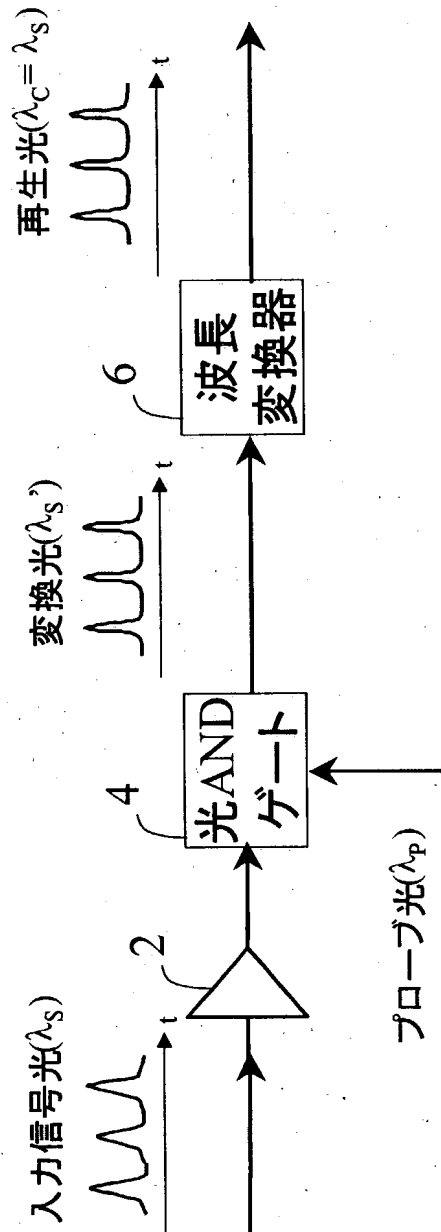 入力信号光(λS)
t
2
プローブ光(λP)
4
光AND
ゲート
変換光(λS')
t
6
波長
変換器
再生光(λC=λS)
t